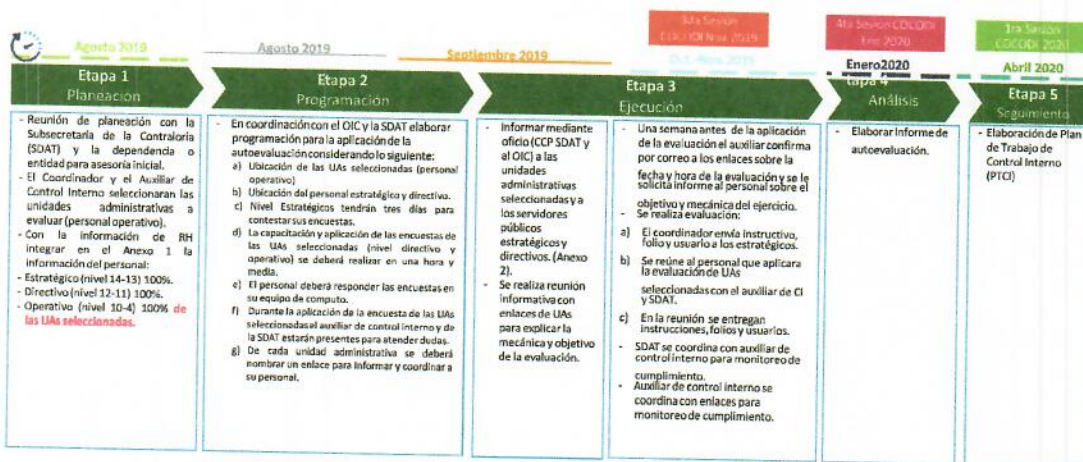 3ra Sesión
COCODI Nov. 2019
4ta Sesión COCODI
Ene 2020
1ra Sesión
COCODI 2020
Agosto 2019
Agosto 2019
Septiembre 2019
Oct.-Nov. 2019
Enero2020
Abril 2020
Etapa 1
Planeación
Etapa 2
Programación
Etapa 3
Ejecución
Etapa 4
Análisis
Etapa 5
Seguimiento
- Reunión de planeación con la
Subsecretaría de la Contraloría
(SDAT) y la dependencia o
entidad para asesoría inicial.
- El Coordinador y el Auxiliar de
Control Interno seleccionaran las
unidades administrativas a
evaluar (personal operativo).
- Con la información de RH
integrar en el Anexo 1 la
información del personal:
- Estratégico (nivel 14-13) 100%.
- Directivo (nivel 12-11) 100%.
- Operativo (nivel 10-4) 100% de
las UAs seleccionadas.
- En coordinación con el OIC y la SDAT elaborar
programación para la aplicación de la
autoevaluación considerando lo siguiente:
a) Ubicación de las UAs seleccionadas (personal
operativo)
b) Ubicación del personal estratégico y directivo.
c) Nivel Estratégicos tendrán tres días para
contestar sus encuestas.
d) La capacitación y aplicación de las encuestas de
las UAs seleccionadas (nivel directivo y
operativo) se deberá realizar en una hora y
media.
e) El personal deberá responder las encuestas en
su equipo de computo.
f) Durante la aplicación de la encuesta de las UAs
seleccionadas el auxiliar de control interno y de
la SDAT estarán presentes para atender dudas.
g) De cada unidad administrativa se deberá
nombrar un enlace para informar y coordinar a
su personal.
- Informar mediante
oficio (CCP SDAT y
al OIC) a las
unidades
administrativas
seleccionadas y a
los servidores
públicos
estratégicos y
directivos. (Anexo
2).
- Se realiza reunión
informativa con
enlaces de UAs
para explicar la
mecánica y objetivo
de la evaluación.
- Una semana antes de la aplicación
de la evaluación el auxiliar confirma
por correo a los enlaces sobre la
fecha y hora de la evaluación y se le
solicita informe al personal sobre el
objetivo y mecánica del ejercicio.
- Se realiza evaluación:
a) El coordinador envía instructivo,
folio y usuario a los estratégicos.
b) Se reúne al personal que aplicara
la evaluación de UAs
seleccionadas con el auxiliar de CI
y SDAT.
c) En la reunión se entregan
instrucciones, folios y usuarios.
- SDAT se coordina con auxiliar de
control interno para monitoreo de
cumplimiento.
- Auxiliar de control interno se
coordina con enlaces para
monitoreo de cumplimiento.
- Elaborar Informe de
autoevaluación.
- Elaboración de Plan
de Trabajo de
Control Interno
(PTCI)